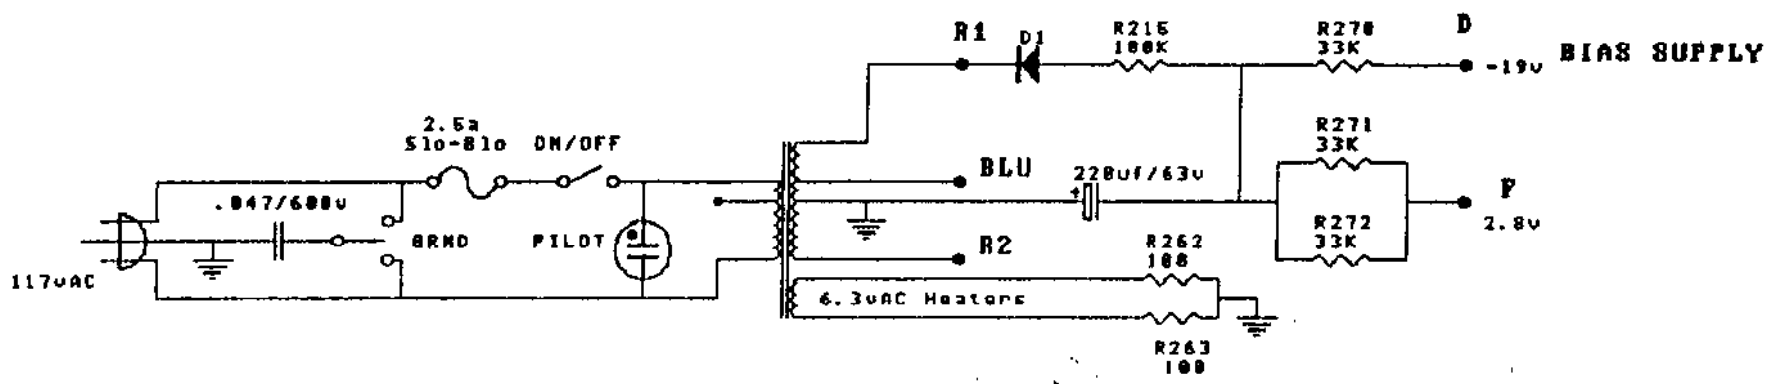 R1
D1
R216
100K
R270
33K
D
-19v
BIAS SUPPLY
2.5a
Slo-Blo
ON/OFF
R271
33K
BLU
220uf/63v
F
2.8v
.047/600v
GRND
PILOT
R2
R272
33K
R262
100
117vAC
6.3vAC Heaters
R263
100